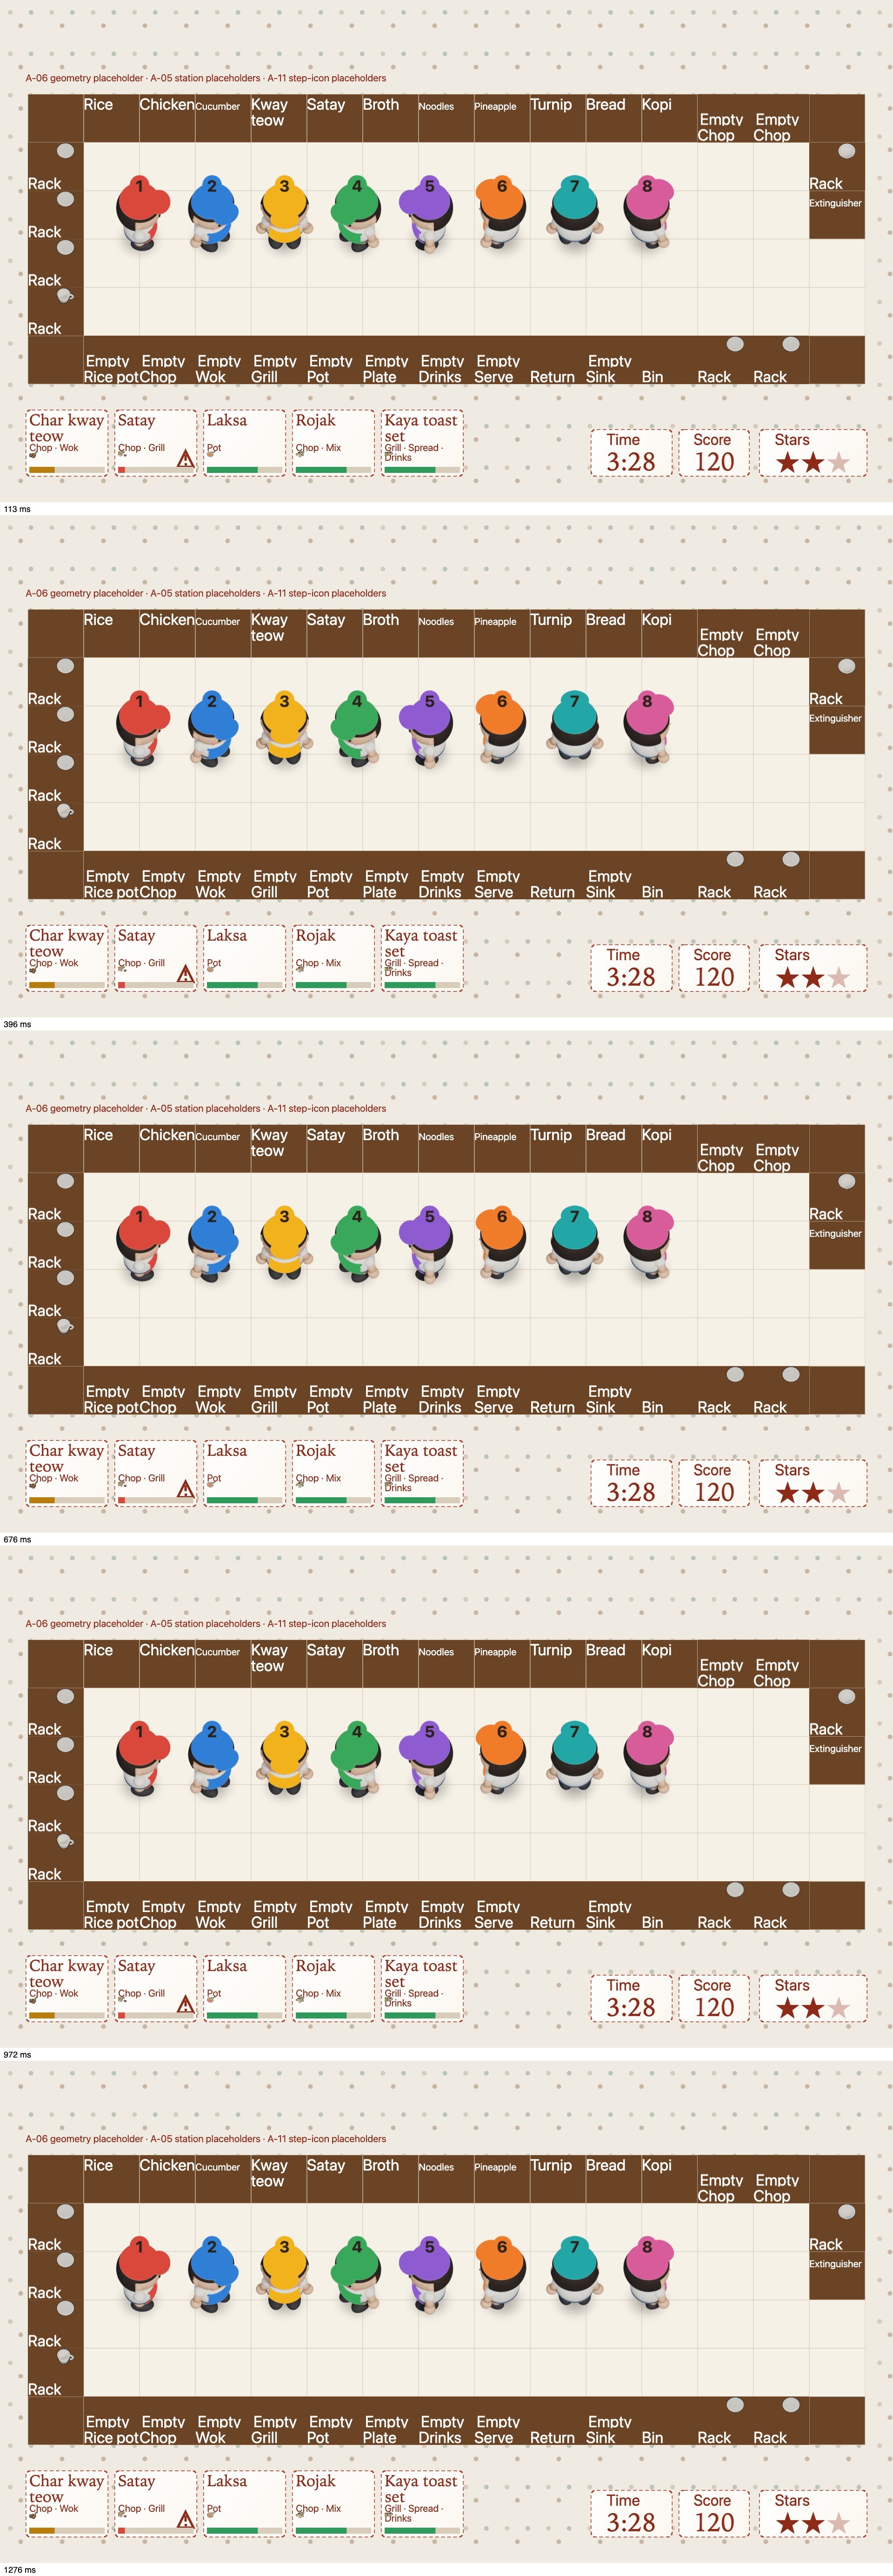 A-06 geometry placeholder · A-05 station placeholders · A-11 step-icon placeholders
Rice Chicken Cucumber Kway teow Satay Broth Noodles Pineapple Turnip Bread Kopi Empty Chop Empty Chop
1 2 3 4 5 6 7 8
Rack Rack
Extinguisher
Rack
Rack
Rack
Empty Empty Empty Empty Empty Empty Empty Empty Empty
Rice pot Chop Wok Grill Pot Plate Drinks Serve Return Sink Bin Rack Rack
Char kway teow
Chop · Wok
Satay
Chop · Grill
Laksa
Pot
Rojak
Chop · Mix
Kaya toast set
Grill · Spread · Drinks
Time
3:28
Score
120
Stars
113 ms
A-06 geometry placeholder · A-05 station placeholders · A-11 step-icon placeholders
Rice Chicken Cucumber Kway teow Satay Broth Noodles Pineapple Turnip Bread Kopi Empty Chop Empty Chop
1 2 3 4 5 6 7 8
Rack Rack
Extinguisher
Rack
Rack
Rack
Empty Empty Empty Empty Empty Empty Empty Empty Empty
Rice pot Chop Wok Grill Pot Plate Drinks Serve Return Sink Bin Rack Rack
Char kway teow
Chop · Wok
Satay
Chop · Grill
Laksa
Pot
Rojak
Chop · Mix
Kaya toast set
Grill · Spread · Drinks
Time
3:28
Score
120
Stars
396 ms
A-06 geometry placeholder · A-05 station placeholders · A-11 step-icon placeholders
Rice Chicken Cucumber Kway teow Satay Broth Noodles Pineapple Turnip Bread Kopi Empty Chop Empty Chop
1 2 3 4 5 6 7 8
Rack Rack
Extinguisher
Rack
Rack
Rack
Empty Empty Empty Empty Empty Empty Empty Empty Empty
Rice pot Chop Wok Grill Pot Plate Drinks Serve Return Sink Bin Rack Rack
Char kway teow
Chop · Wok
Satay
Chop · Grill
Laksa
Pot
Rojak
Chop · Mix
Kaya toast set
Grill · Spread · Drinks
Time
3:28
Score
120
Stars
676 ms
A-06 geometry placeholder · A-05 station placeholders · A-11 step-icon placeholders
Rice Chicken Cucumber Kway teow Satay Broth Noodles Pineapple Turnip Bread Kopi Empty Chop Empty Chop
1 2 3 4 5 6 7 8
Rack Rack
Extinguisher
Rack
Rack
Rack
Empty Empty Empty Empty Empty Empty Empty Empty Empty
Rice pot Chop Wok Grill Pot Plate Drinks Serve Return Sink Bin Rack Rack
Char kway teow
Chop · Wok
Satay
Chop · Grill
Laksa
Pot
Rojak
Chop · Mix
Kaya toast set
Grill · Spread · Drinks
Time
3:28
Score
120
Stars
972 ms
A-06 geometry placeholder · A-05 station placeholders · A-11 step-icon placeholders
Rice Chicken Cucumber Kway teow Satay Broth Noodles Pineapple Turnip Bread Kopi Empty Chop Empty Chop
1 2 3 4 5 6 7 8
Rack Rack
Extinguisher
Rack
Rack
Rack
Empty Empty Empty Empty Empty Empty Empty Empty Empty
Rice pot Chop Wok Grill Pot Plate Drinks Serve Return Sink Bin Rack Rack
Char kway teow
Chop · Wok
Satay
Chop · Grill
Laksa
Pot
Rojak
Chop · Mix
Kaya toast set
Grill · Spread · Drinks
Time
3:28
Score
120
Stars
1276 ms